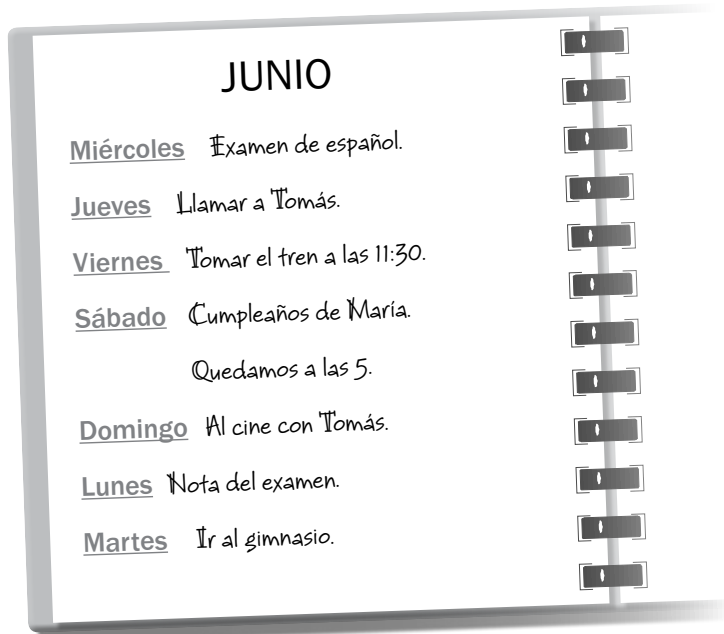 JUNIO
Miércoles Examen de español.
Jueves Llamar a Tomás.
Viernes Tomar el tren a las 11:30.
Sábado Cumpleaños de María.
Quedamos a las 5.
Domingo Al cine con Tomás.
Lunes Nota del examen.
Martes Ir al gimnasio.